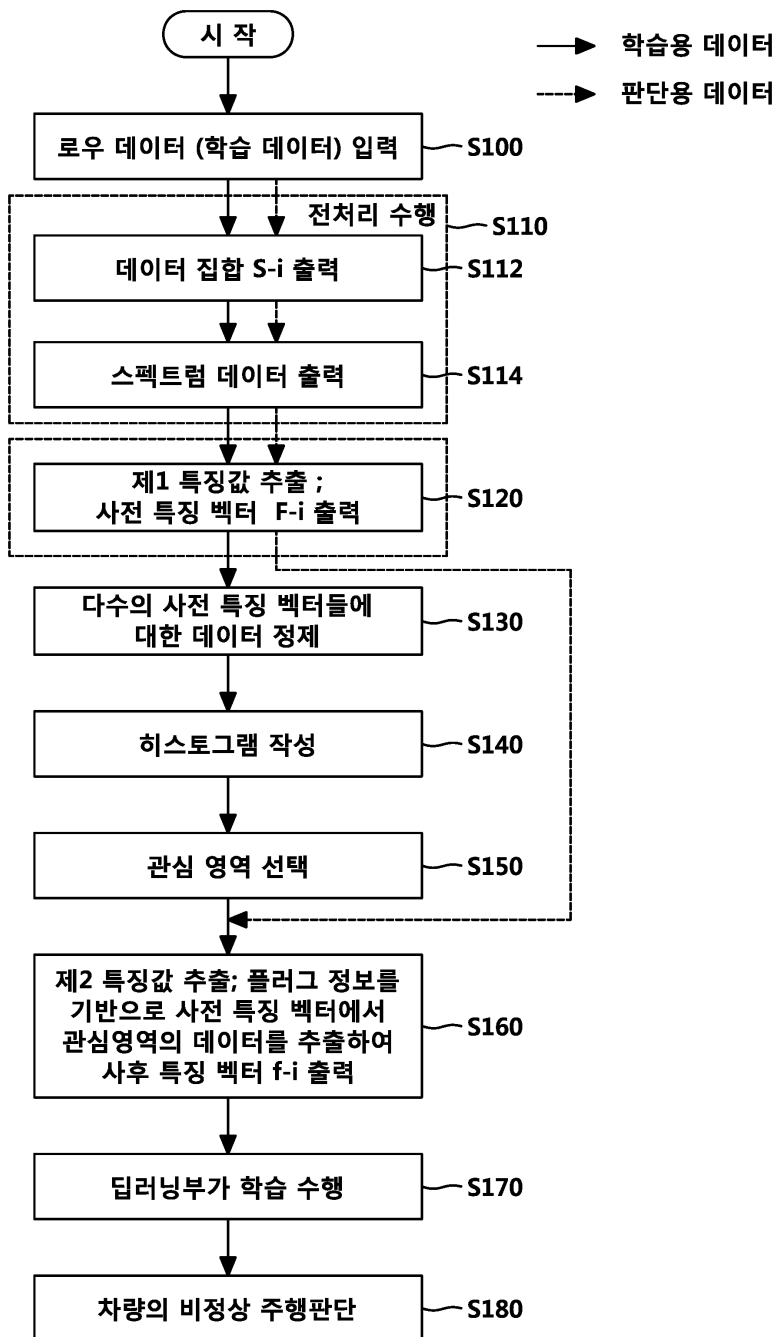 시 작
학습용 데이터
판단용 데이터
로우 데이터 (학습 데이터) 입력
S100
전처리 수행
S110
데이터 집합 S-i 출력
S112
스펙트럼 데이터 출력
S114
제1 특징값 추출 ;
사전 특징 벡터 F-i 출력
S120
다수의 사전 특징 벡터들에
대한 데이터 정제
S130
히스토그램 작성
S140
관심 영역 선택
S150
제2 특징값 추출; 플러그 정보를
기반으로 사전 특징 벡터에서
관심영역의 데이터를 추출하여
사후 특징 벡터 f-i 출력
S160
딥러닝부가 학습 수행
S170
차량의 비정상 주행판단
S180